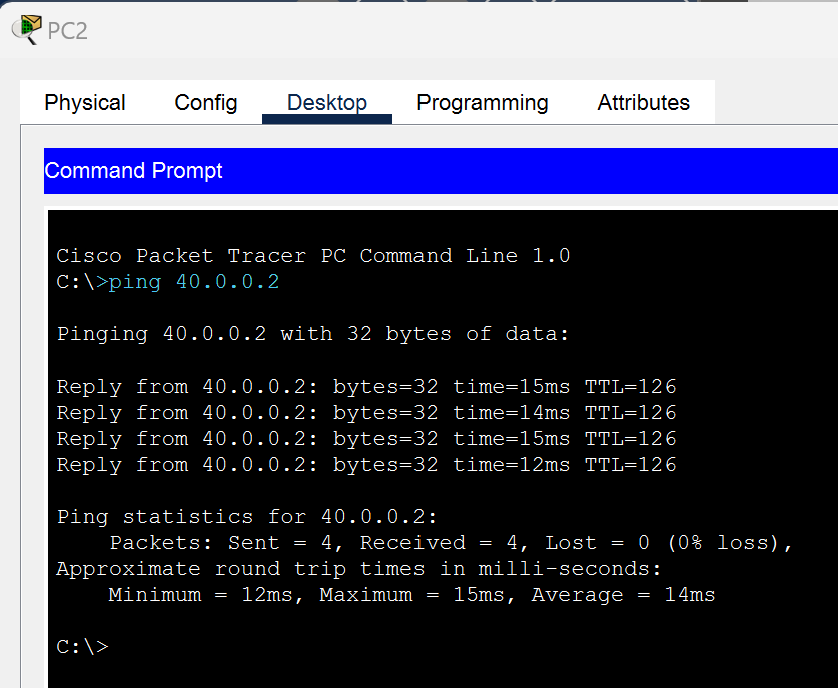 PC2
Physical Config Desktop Programming Attributes
Command Prompt
Cisco Packet Tracer PC Command Line 1.0
C:\>ping 40.0.0.2
Pinging 40.0.0.2 with 32 bytes of data:
Reply from 40.0.0.2: bytes=32 time=15ms TTL=126
Reply from 40.0.0.2: bytes=32 time=14ms TTL=126
Reply from 40.0.0.2: bytes=32 time=15ms TTL=126
Reply from 40.0.0.2: bytes=32 time=12ms TTL=126
Ping statistics for 40.0.0.2:
Packets: Sent = 4, Received = 4, Lost = 0 (0% loss),
Approximate round trip times in milli-seconds:
Minimum = 12ms, Maximum = 15ms, Average = 14ms
C:\>